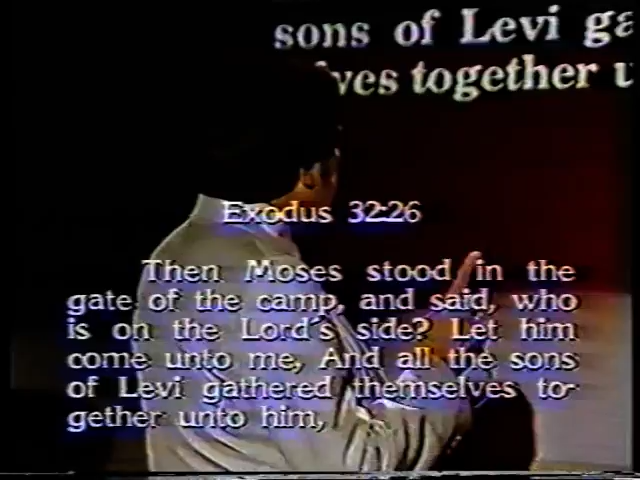 sons of Levi ga
lves together u
Exodus 32:26
Then Moses stood in the
gate of the camp, and said, who
is on the Lord's side? Let him
come unto me, And all the sons
of Levi gathered themselves to-
gether unto him,